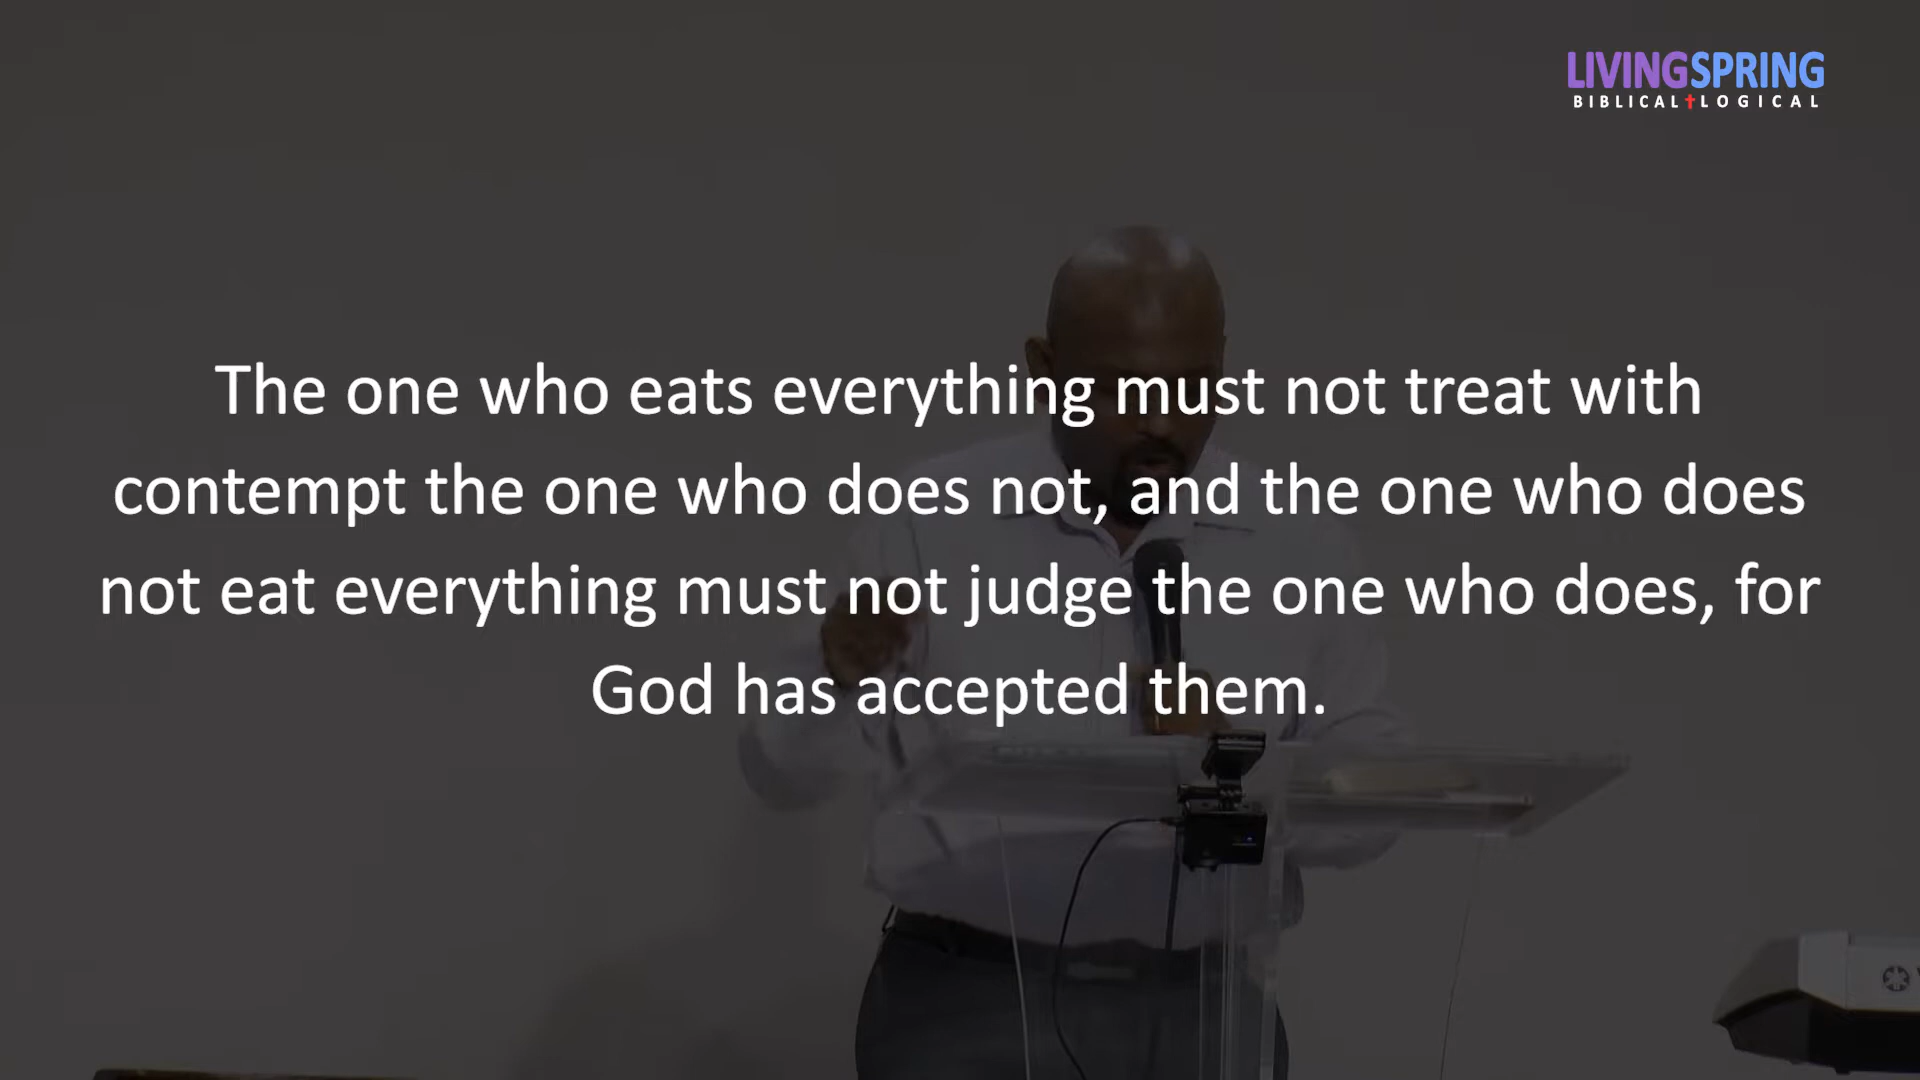 LIVINGSPRING
BIBLICAL✝LOGICAL
The one who eats everything must not treat with
contempt the one who does not, and the one who does
not eat everything must not judge the one who does, for
God has accepted them.